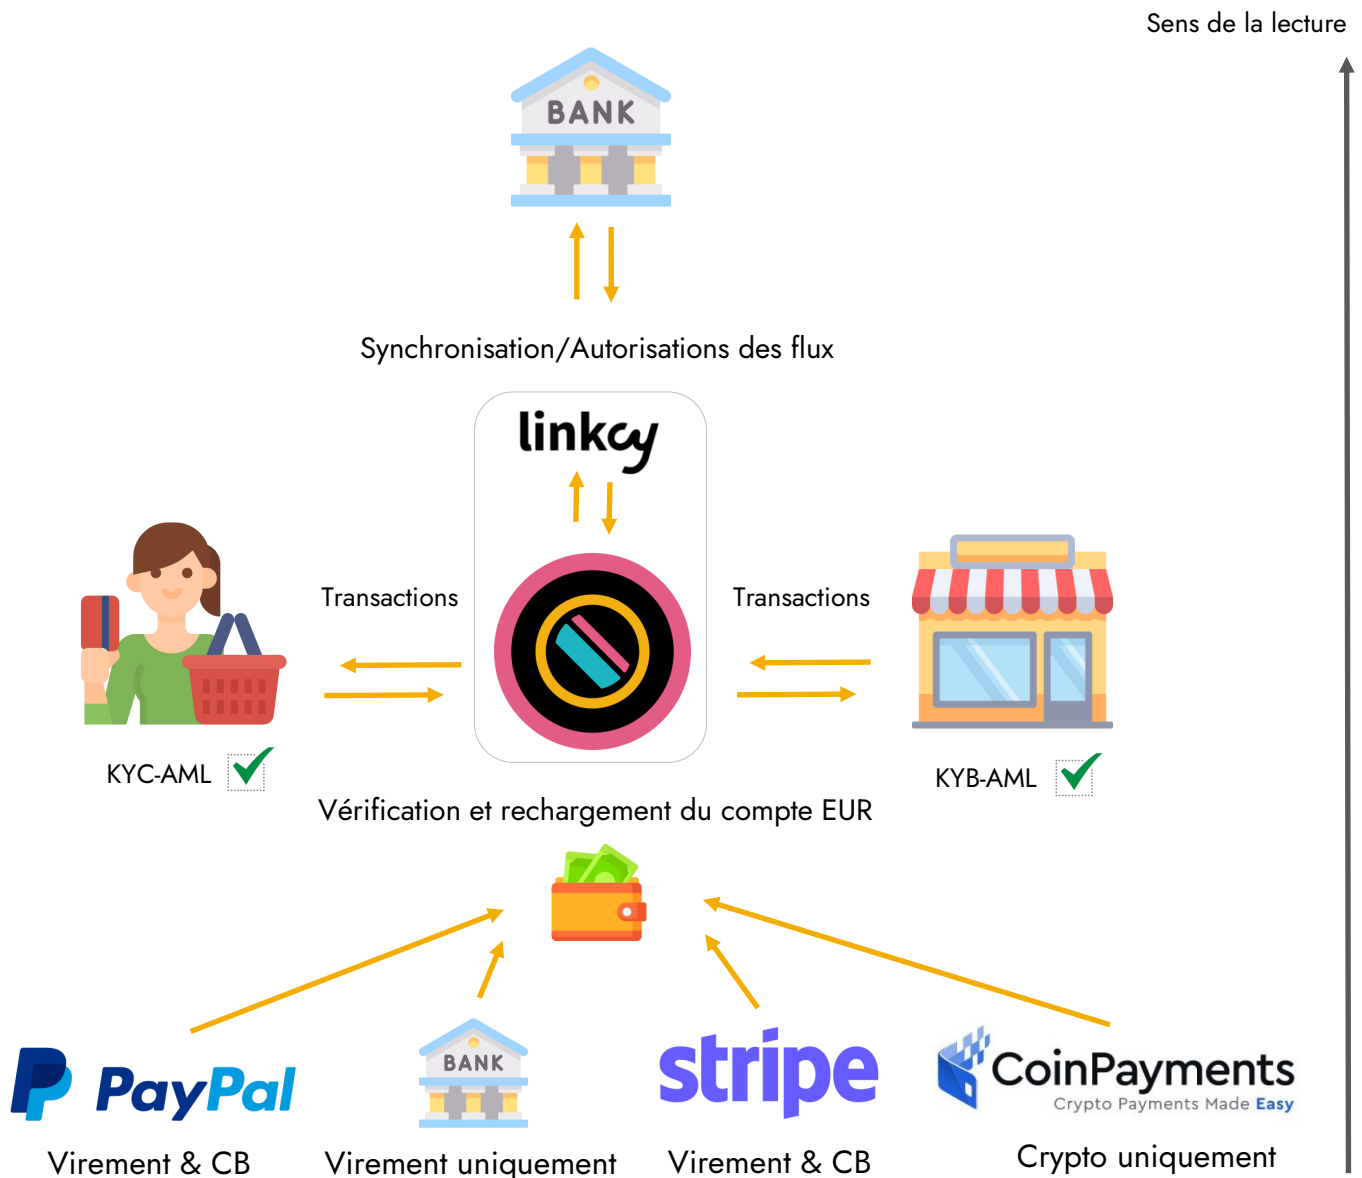 Sens de la lecture
BANK
Synchronisation/Autorisations des flux
linkcy
Transactions
Transactions
KYC-AML
KYB-AML
Vérification et rechargement du compte EUR
PayPal
BANK
stripe
CoinPayments
Crypto Payments Made Easy
Virement & CB
Virement uniquement
Virement & CB
Crypto uniquement